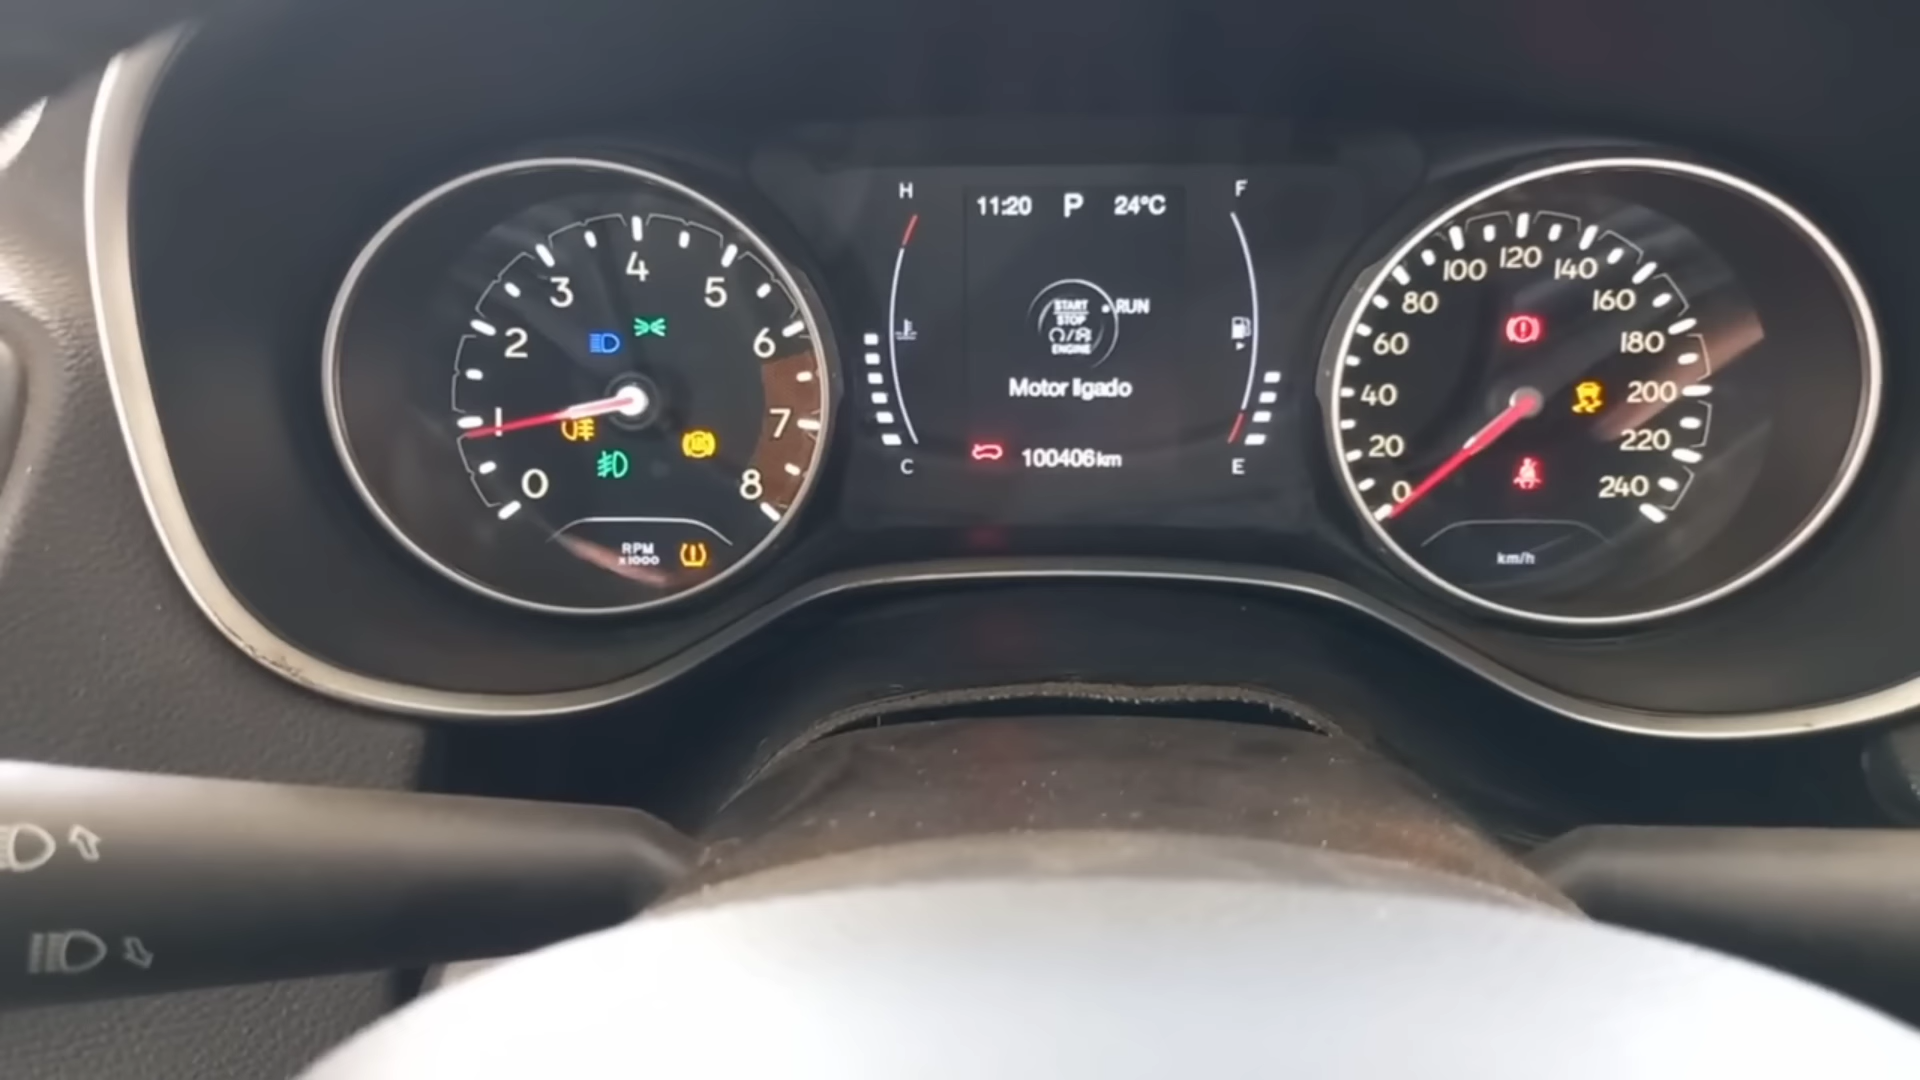 0
1
2
3
4
5
6
7
8
RPM
x1000
H
C
11:20 P 24°C
START
STOP
ENGINE
RUN
Motor ligado
100406km
F
E
0
20
40
60
80
100
120
140
160
180
200
220
240
km/h